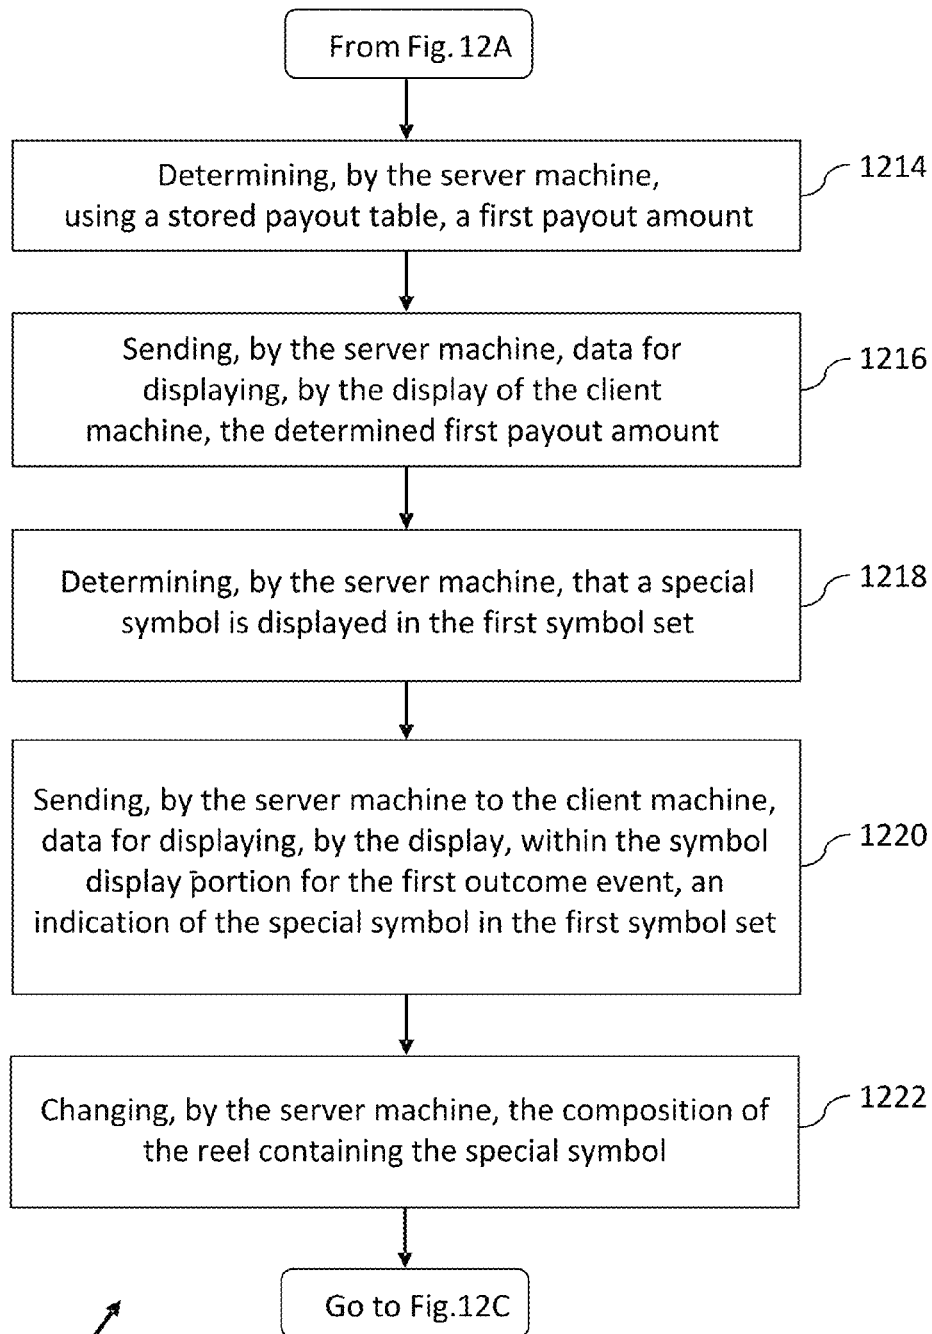 From Fig. 12A
Determining, by the server machine,
using a stored payout table, a first payout amount
1214
Sending, by the server machine, data for
displaying, by the display of the client
machine, the determined first payout amount
1216
Determining, by the server machine, that a special
symbol is displayed in the first symbol set
1218
Sending, by the server machine to the client machine,
data for displaying, by the display, within the symbol
display portion for the first outcome event, an
indication of the special symbol in the first symbol set
1220
Changing, by the server machine, the composition of
the reel containing the special symbol
1222
Go to Fig.12C